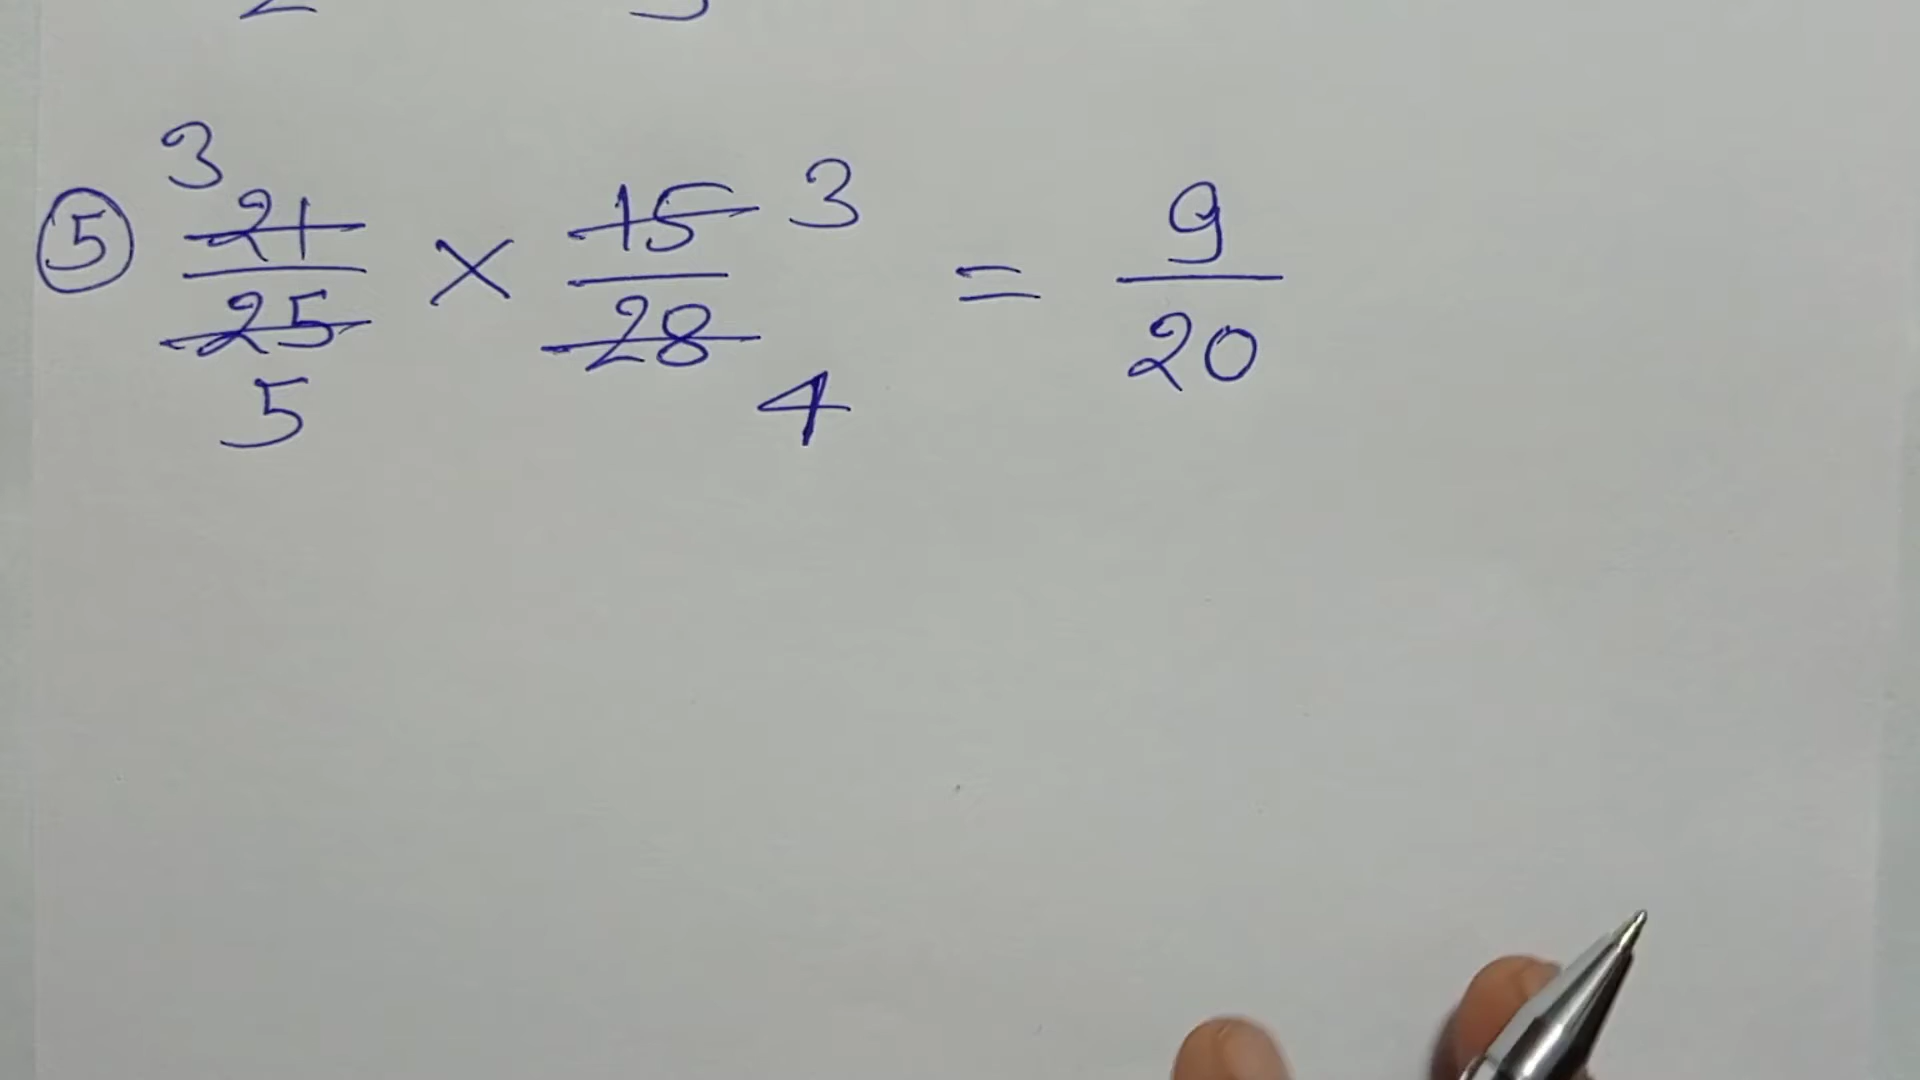 ⑤ 3 21/25 5 × 15/28 3 4 = 9/20